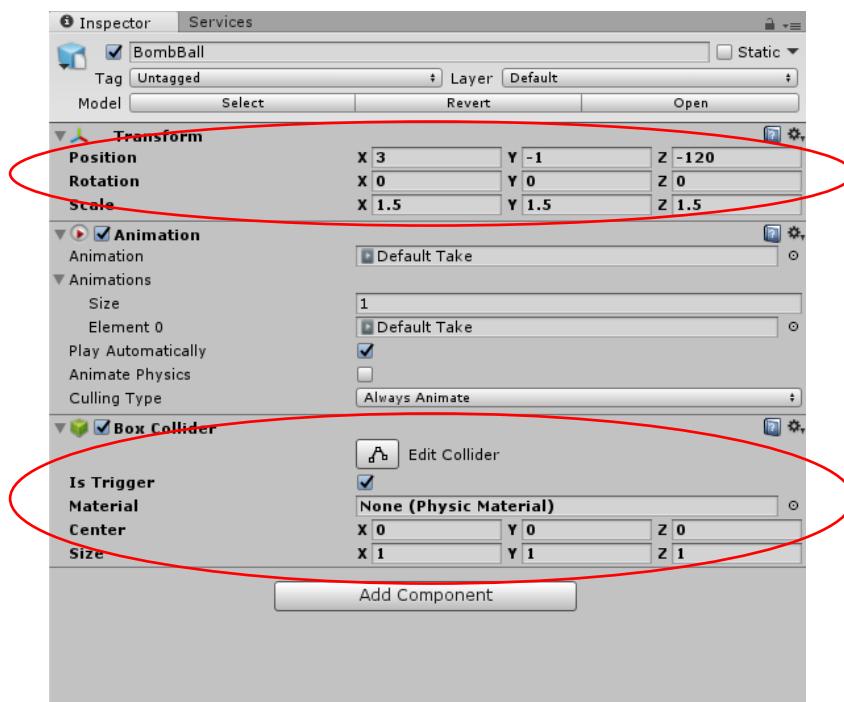 Inspector Services
BombBall Static
Tag Untagged Layer Default
Model Select Revert Open
Transform
Position X 3 Y -1 Z -120
Rotation X 0 Y 0 Z 0
Scale X 1.5 Y 1.5 Z 1.5
Animation
Animation Default Take
Animations
Size 1
Element 0 Default Take
Play Automatically
Animate Physics
Culling Type Always Animate
Box Collider
Edit Collider
Is Trigger
Material None (Physic Material)
Center X 0 Y 0 Z 0
Size X 1 Y 1 Z 1
Add Component